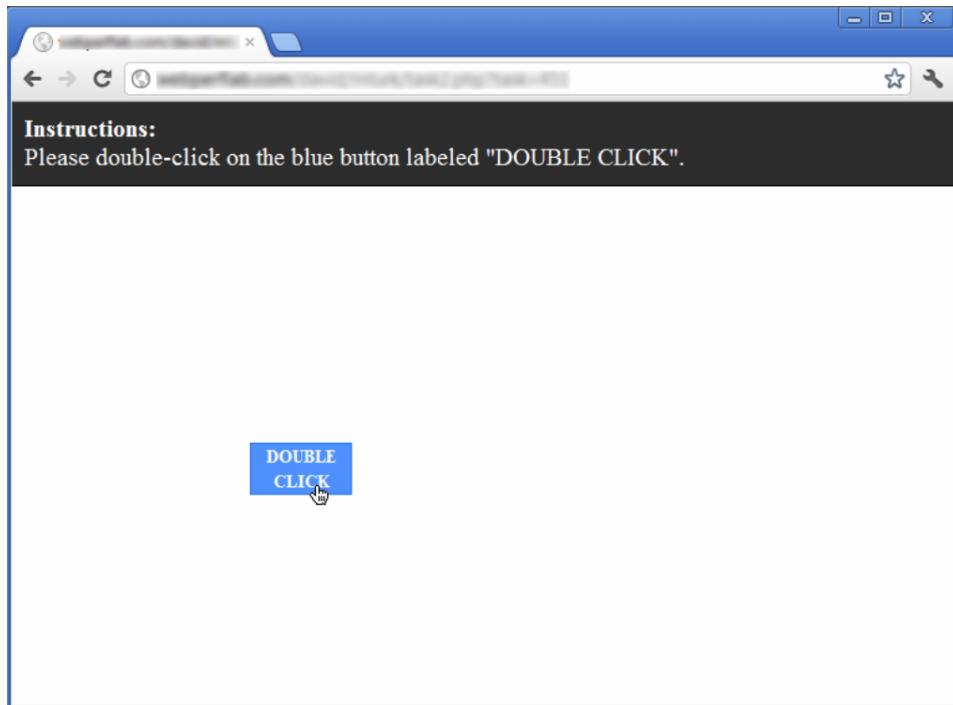 Instructions:
Please double-click on the blue button labeled "DOUBLE CLICK".
DOUBLE
CLICK